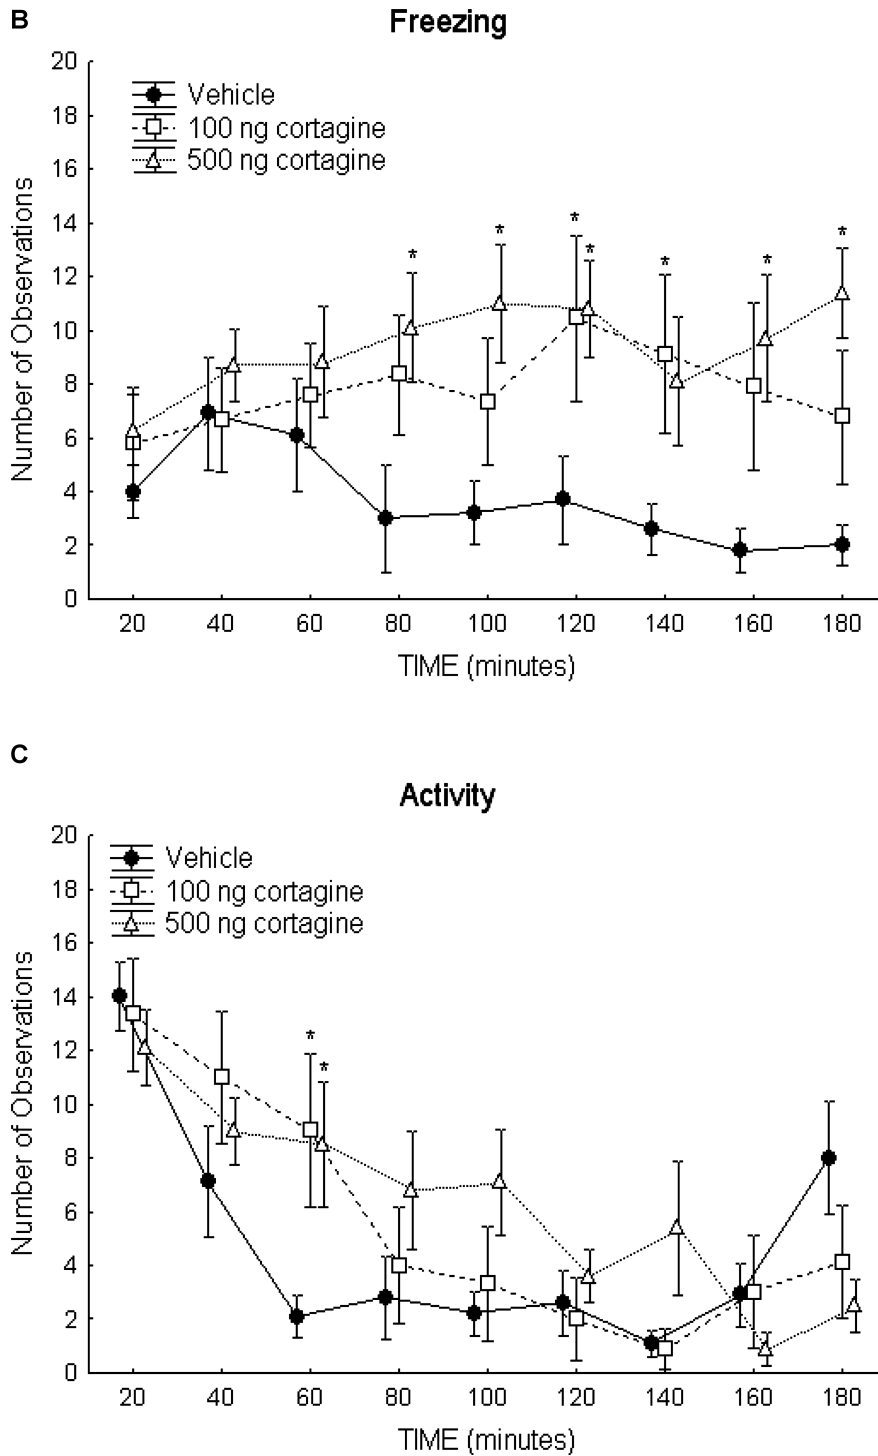 B
Freezing
20
18
16
14
12
10
8
6
4
2
0
Number of Observations
Vehicle
100 ng cortagine
500 ng cortagine
* * * * * * *
20 40 60 80 100 120 140 160 180
TIME (minutes)
C
Activity
20
18
16
14
12
10
8
6
4
2
0
Number of Observations
Vehicle
100 ng cortagine
500 ng cortagine
* *
20 40 60 80 100 120 140 160 180
TIME (minutes)